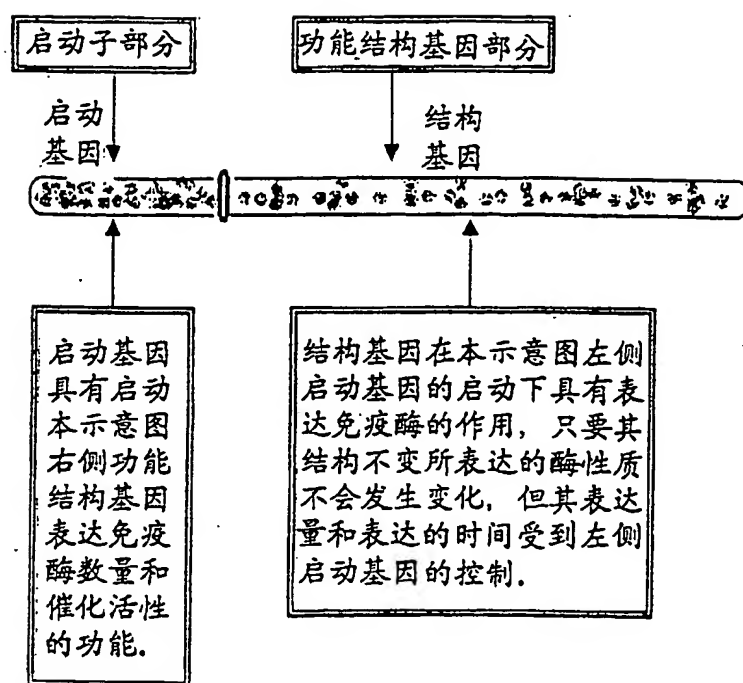 启动子部分
功能结构基因部分
启动
基因
结构
基因
启动基因
具有启动
本示意图
右侧功能
结构基因
表达免疫
酶数量和
催化活性
的功能.
结构基因在本示意图左侧
启动基因的启动下具有表
达免疫酶的作用, 只要其
结构不变所表达的酶性质
不会发生变化, 但其表达
量和表达的时间受到左侧
启动基因的控制.